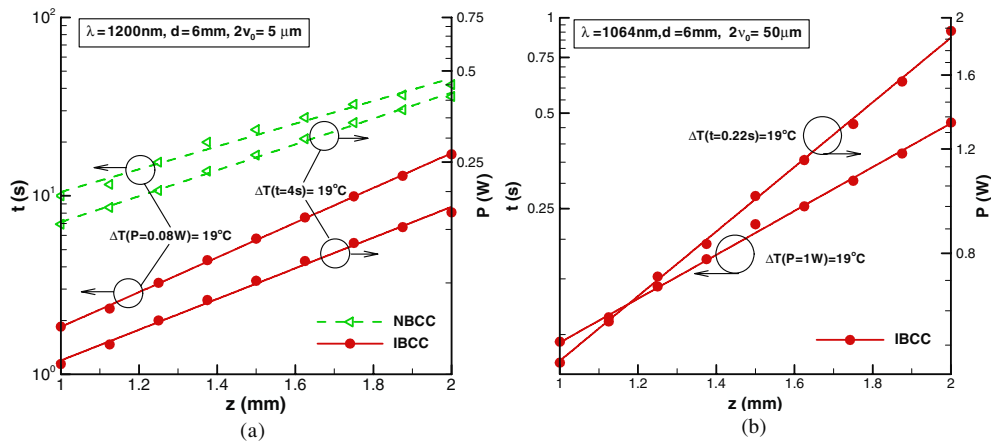 λ=1200nm, d=6mm, 2ν₀= 5 μm
10²
10¹
10⁰
t (s)
0.75
0.5
0.25
P (W)
ΔT(t=4s)= 19°C
ΔT(P=0.08W)= 19°C
NBCC
IBCC
1 1.2 1.4 1.6 1.8 2
z (mm)
(a)
λ=1064nm,d=6mm, 2ν₀= 50μm
1
0.75
0.5
0.25
t (s)
2
1.6
1.2
0.8
P (W)
ΔT(t=0.22s)=19°C
ΔT(P=1W)=19°C
IBCC
1 1.2 1.4 1.6 1.8 2
z (mm)
(b)